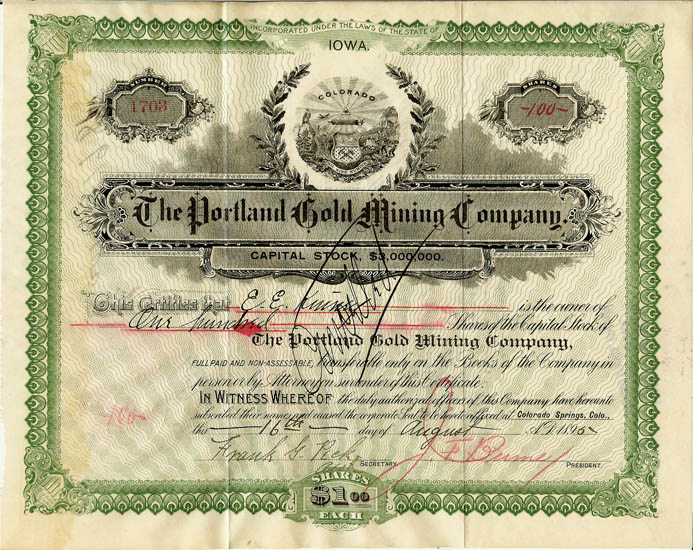 INCORPORATED UNDER THE LAWS OF THE STATE OF
IOWA.
NUMBER
1703
SHARES
-100-
COLORADO
The Portland Gold Mining Company.
CAPITAL STOCK, $3,000,000.
This Certifies that E. E. is the owner of
One hundred Shares of the Capital Stock of
The Portland Gold Mining Company,
FULL PAID AND NON-ASSESSABLE, transferable only on the Books of the Company in
person or by Attorney on surrender of this Certificate.
IN WITNESS WHEREOF the duly authorized officers of this Company have hereunto
subscribed their names and caused the corporate Seal to be hereto affixed at Colorado Springs, Colo.,
this 16th day of August A.D. 1895
Frank G. Peck
SECRETARY.
J. F. Burns
PRESIDENT.
-100-
SHARES
$1.00
EACH